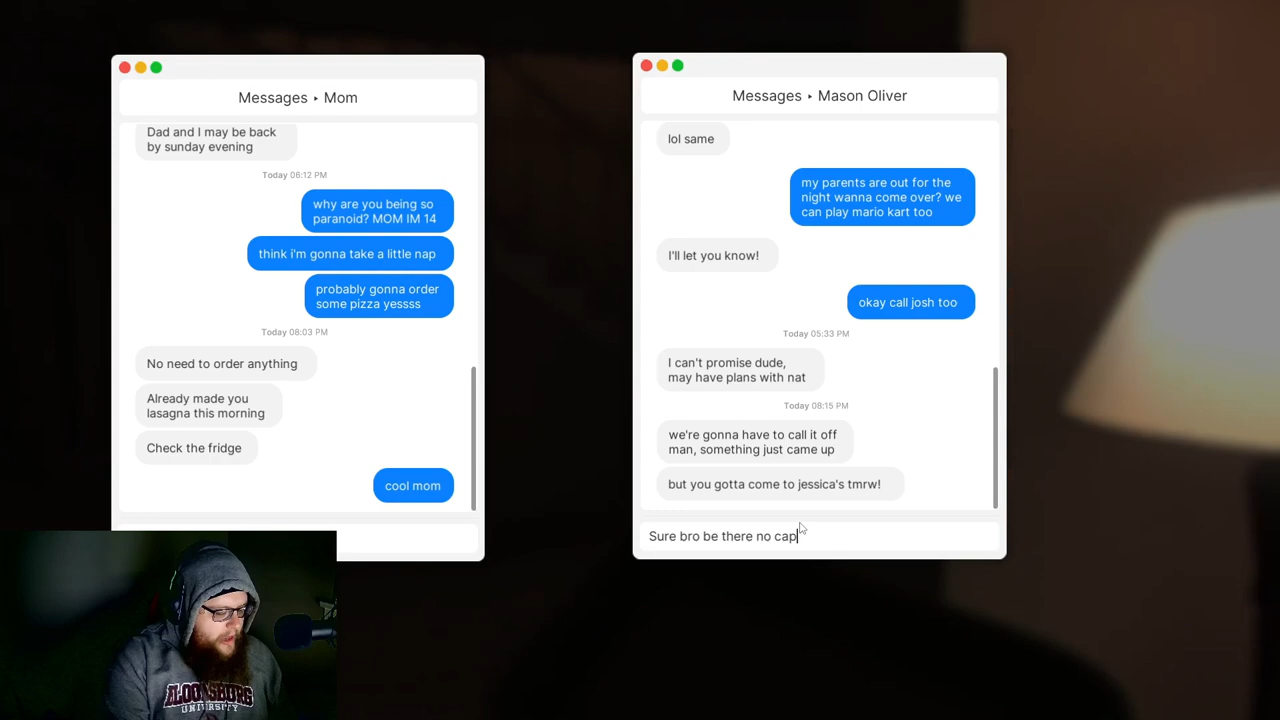 Messages ‣ Mom
Dad and I may be back
by sunday evening
Today 06:12 PM
why are you being so
paranoid? MOM IM 14
think i'm gonna take a little nap
probably gonna order
some pizza yessss
Today 08:03 PM
No need to order anything
Already made you
lasagna this morning
Check the fridge
cool mom
Messages ‣ Mason Oliver
lol same
my parents are out for the
night wanna come over? we
can play mario kart too
I'll let you know!
okay call josh too
Today 05:33 PM
I can't promise dude,
may have plans with nat
Today 08:15 PM
we're gonna have to call it off
man, something just came up
but you gotta come to jessica's tmrw!
Sure bro be there no cap
BLOOMSBURG
UNIVERSITY